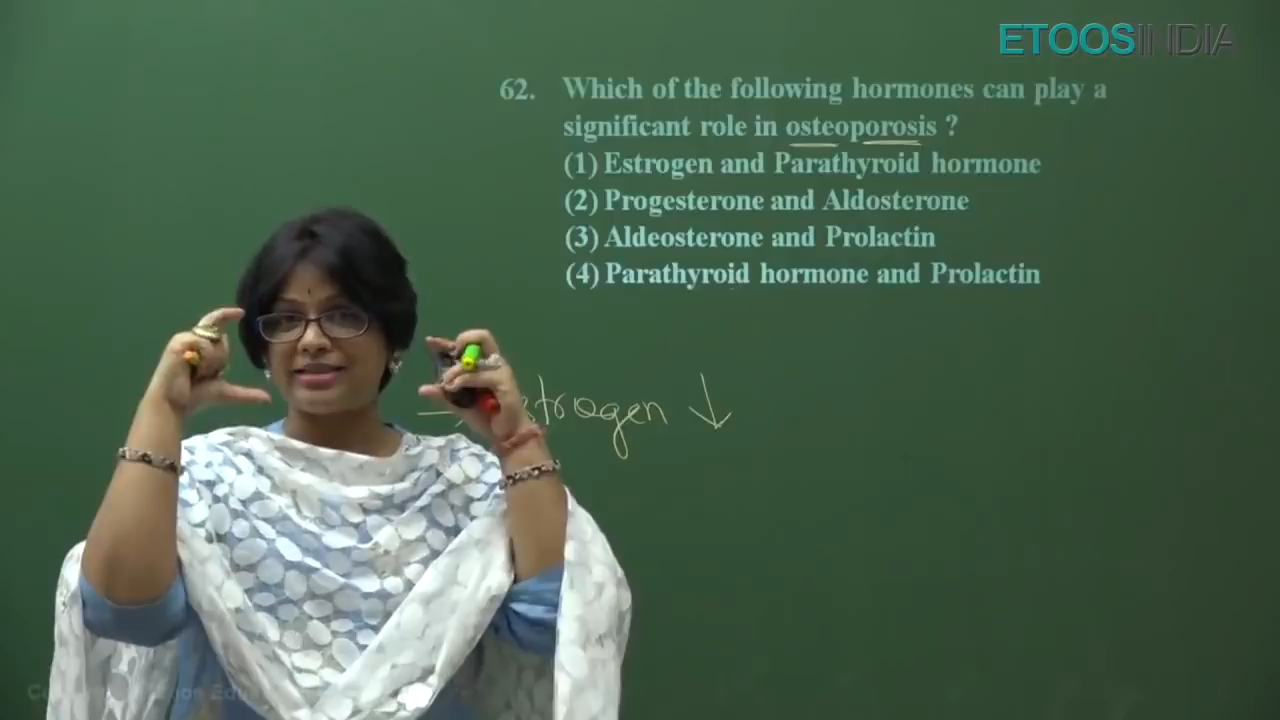 ETOOSINDIA
62. Which of the following hormones can play a
significant role in osteoporosis ?
(1) Estrogen and Parathyroid hormone
(2) Progesterone and Aldosterone
(3) Aldeosterone and Prolactin
(4) Parathyroid hormone and Prolactin
trogen ↓